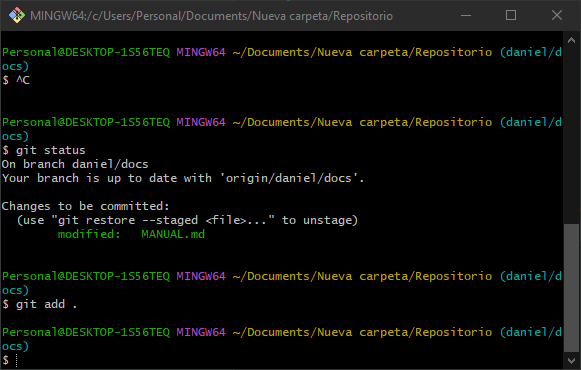 MINGW64:/c/Users/Personal/Documents/Nueva carpeta/Repositorio
Personal@DESKTOP-1S56TEQ MINGW64 ~/Documents/Nueva carpeta/Repositorio (daniel/d
ocs)
$ ^C
Personal@DESKTOP-1S56TEQ MINGW64 ~/Documents/Nueva carpeta/Repositorio (daniel/d
ocs)
$ git status
On branch daniel/docs
Your branch is up to date with 'origin/daniel/docs'.
Changes to be committed:
  (use "git restore --staged <file>..." to unstage)
        modified:   MANUAL.md
Personal@DESKTOP-1S56TEQ MINGW64 ~/Documents/Nueva carpeta/Repositorio (daniel/d
ocs)
$ git add .
Personal@DESKTOP-1S56TEQ MINGW64 ~/Documents/Nueva carpeta/Repositorio (daniel/d
ocs)
$